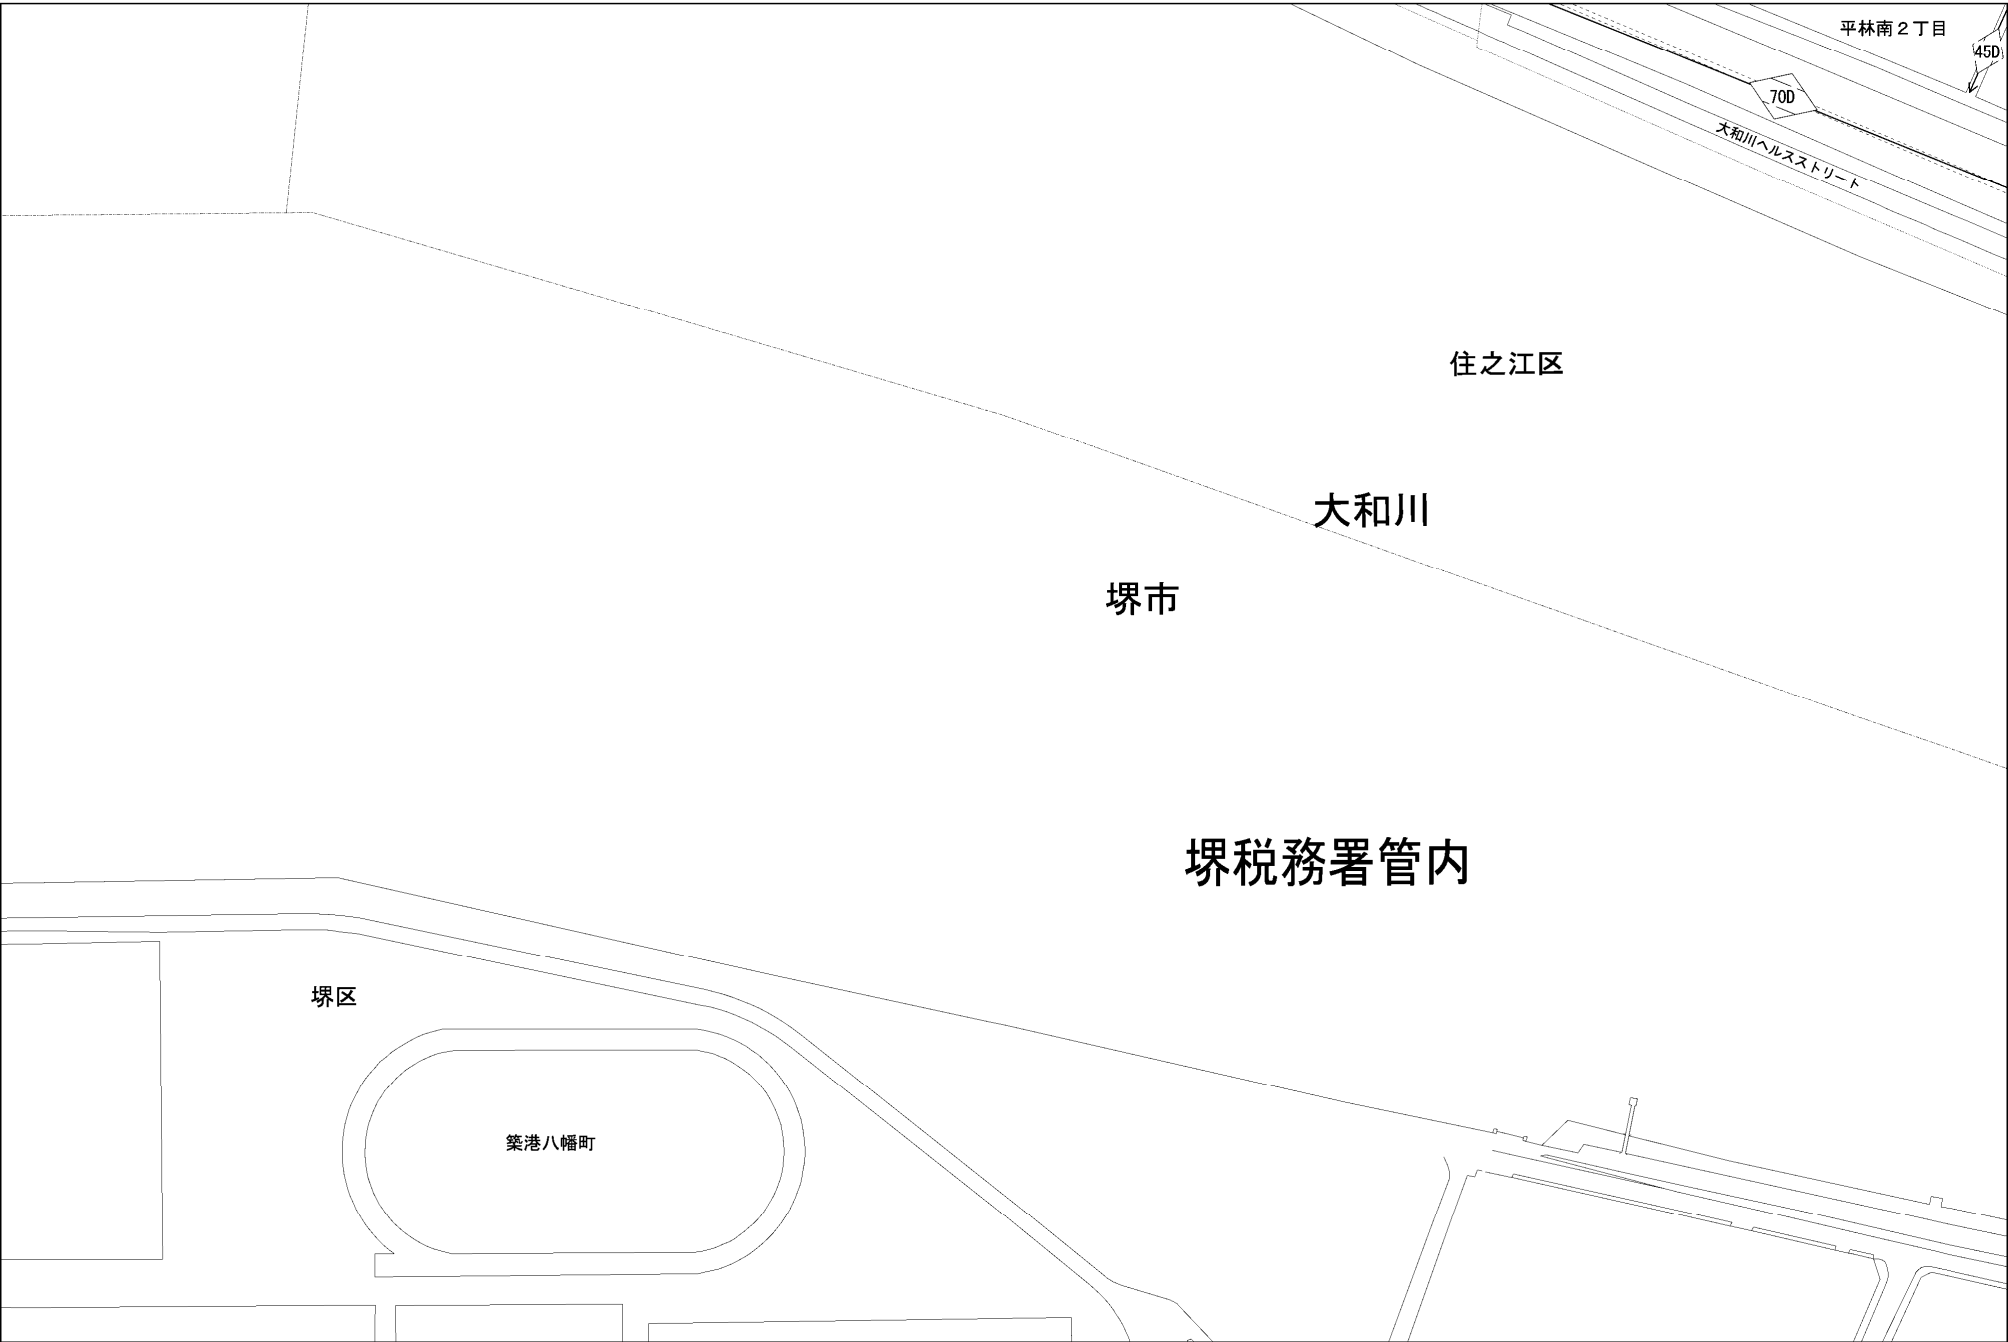 平林南２丁目
45D
70D
大和川ヘルスストリート
住之江区
大和川
堺市
堺税務署管内
堺区
築港八幡町